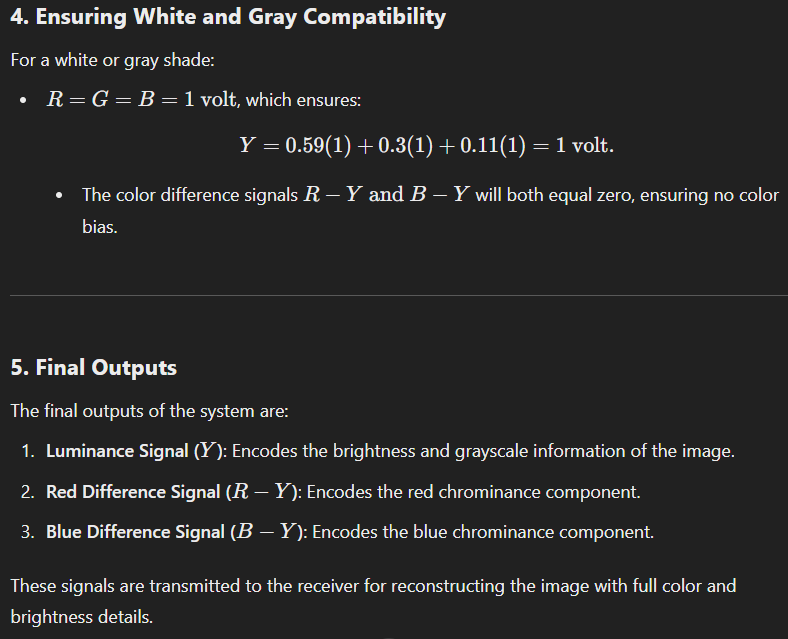 4. Ensuring White and Gray Compatibility
For a white or gray shade:
• R = G = B = 1 volt, which ensures:
Y = 0.59(1) + 0.3(1) + 0.11(1) = 1 volt.
• The color difference signals R − Y and B − Y will both equal zero, ensuring no color
bias.
5. Final Outputs
The final outputs of the system are:
1. Luminance Signal (Y): Encodes the brightness and grayscale information of the image.
2. Red Difference Signal (R − Y): Encodes the red chrominance component.
3. Blue Difference Signal (B − Y): Encodes the blue chrominance component.
These signals are transmitted to the receiver for reconstructing the image with full color and
brightness details.